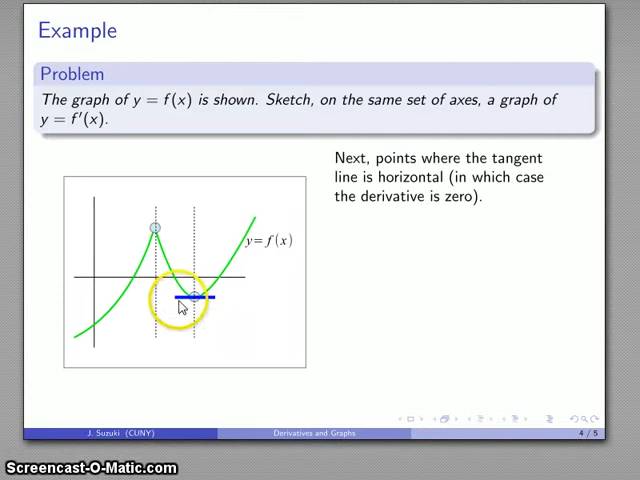 Example
Problem
The graph of y = f(x) is shown. Sketch, on the same set of axes, a graph of
y = f′(x).
Next, points where the tangent
line is horizontal (in which case
the derivative is zero).
y = f (x)
J. Suzuki (CUNY)
Derivatives and Graphs
4 / 5
Screencast-O-Matic.com